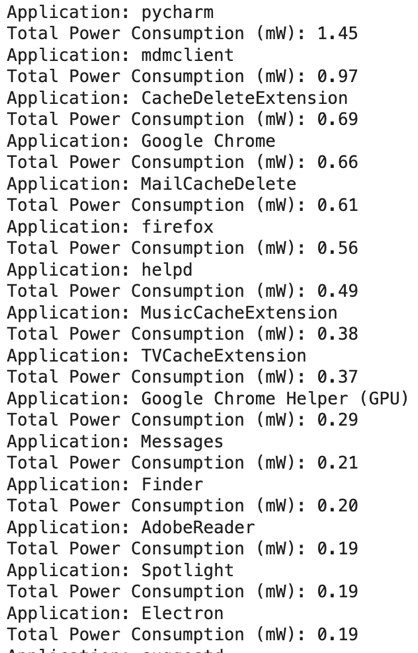 Application: pycharm
Total Power Consumption (mW): 1.45
Application: mdmclient
Total Power Consumption (mW): 0.97
Application: CacheDeleteExtension
Total Power Consumption (mW): 0.69
Application: Google Chrome
Total Power Consumption (mW): 0.66
Application: MailCacheDelete
Total Power Consumption (mW): 0.61
Application: firefox
Total Power Consumption (mW): 0.56
Application: helpd
Total Power Consumption (mW): 0.49
Application: MusicCacheExtension
Total Power Consumption (mW): 0.38
Application: TVCacheExtension
Total Power Consumption (mW): 0.37
Application: Google Chrome Helper (GPU)
Total Power Consumption (mW): 0.29
Application: Messages
Total Power Consumption (mW): 0.21
Application: Finder
Total Power Consumption (mW): 0.20
Application: AdobeReader
Total Power Consumption (mW): 0.19
Application: Spotlight
Total Power Consumption (mW): 0.19
Application: Electron
Total Power Consumption (mW): 0.19